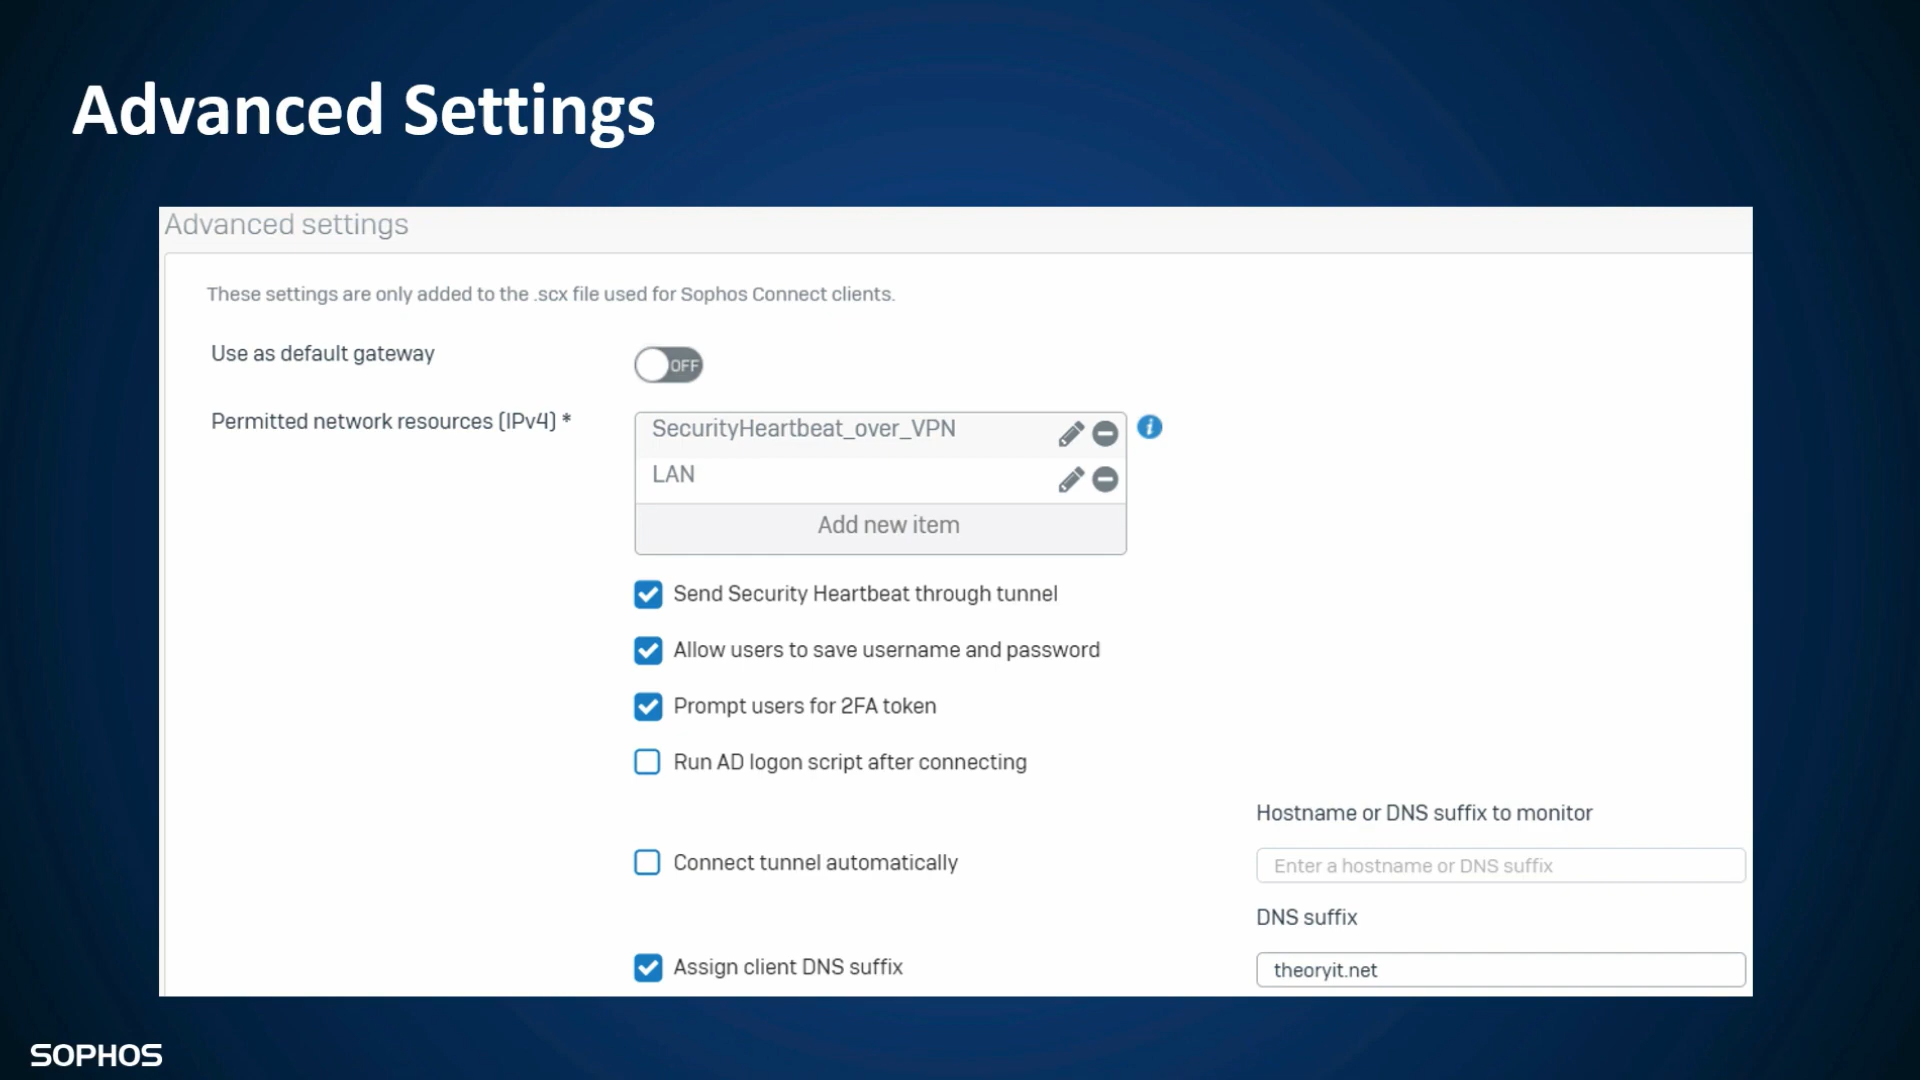 Advanced Settings
Advanced settings
These settings are only added to the .scx file used for Sophos Connect clients.
Use as default gateway
OFF
Permitted network resources (IPv4) *
SecurityHeartbeat_over_VPN
LAN
Add new item
Send Security Heartbeat through tunnel
Allow users to save username and password
Prompt users for 2FA token
Run AD logon script after connecting
Hostname or DNS suffix to monitor
Connect tunnel automatically
Enter a hostname or DNS suffix
DNS suffix
Assign client DNS suffix
theoryit.net
SOPHOS